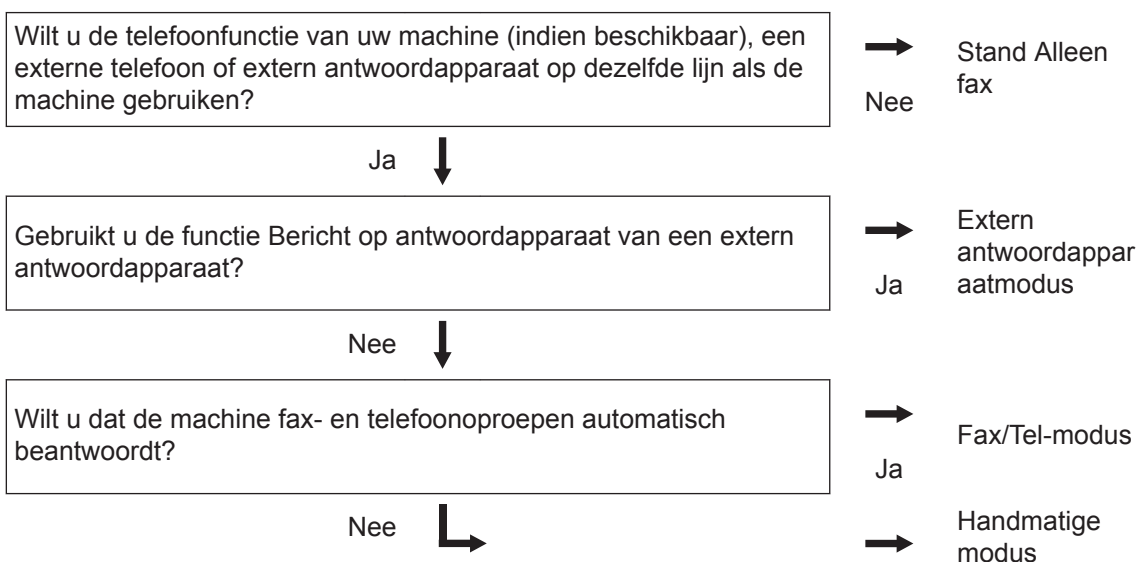 Wilt u de telefoonfunctie van uw machine (indien beschikbaar), een
externe telefoon of extern antwoordapparaat op dezelfde lijn als de
machine gebruiken?
Stand Alleen
fax
Nee
Ja
Gebruikt u de functie Bericht op antwoordapparaat van een extern
antwoordapparaat?
Extern
antwoordappar
aatmodus
Ja
Nee
Wilt u dat de machine fax- en telefoonoproepen automatisch
beantwoordt?
Fax/Tel-modus
Ja
Nee
Handmatige
modus